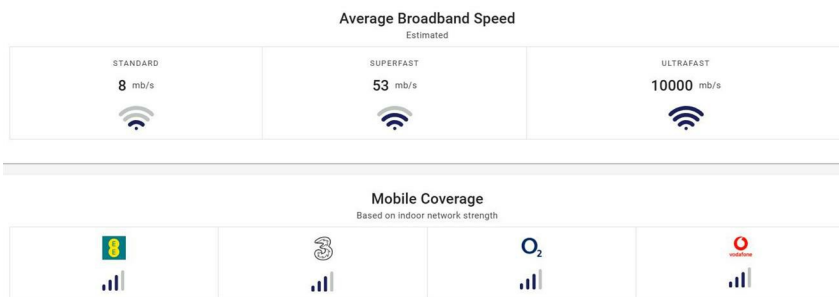 Average Broadband Speed
Estimated
STANDARD
SUPERFAST
ULTRAFAST
8 mb/s
53 mb/s
10000 mb/s
Mobile Coverage
Based on indoor network strength
EE
3
O2
vodafone